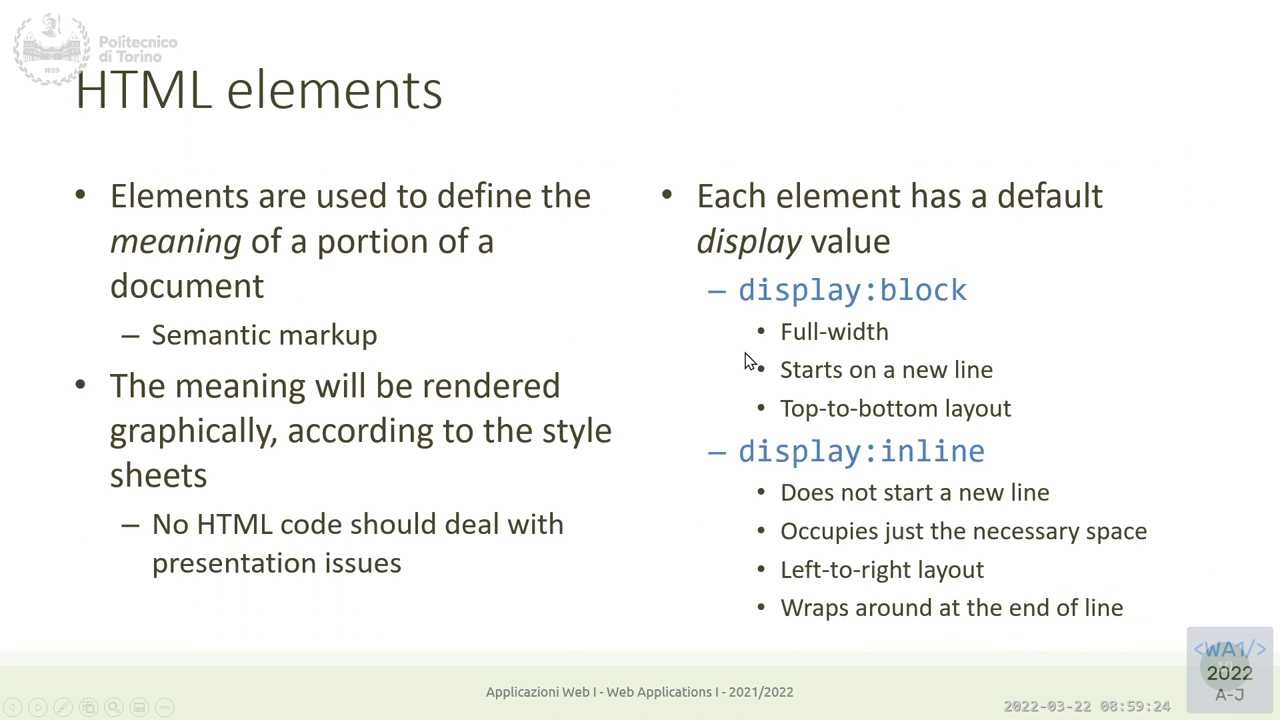 Politecnico
di Torino
1859
HTML elements
• Elements are used to define the
meaning of a portion of a
document
– Semantic markup
• The meaning will be rendered
graphically, according to the style
sheets
– No HTML code should deal with
presentation issues
• Each element has a default
display value
– display:block
• Full-width
• Starts on a new line
• Top-to-bottom layout
– display:inline
• Does not start a new line
• Occupies just the necessary space
• Left-to-right layout
• Wraps around at the end of line
Applicazioni Web I - Web Applications I - 2021/2022
2022-03-22 08:59:24
<WA1/>
2022
A-J